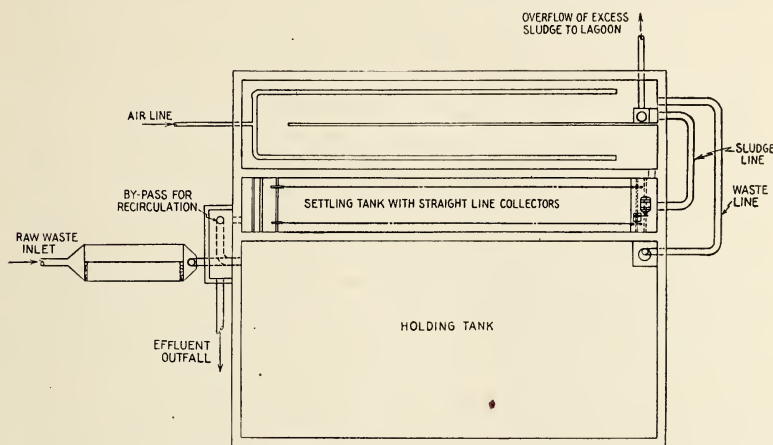 OVERFLOW OF EXCESS
SLUDGE TO LAGOON
AIR LINE
SLUDGE
LINE
BY-PASS FOR
RECIRCULATION
SETTLING TANK WITH STRAIGHT LINE COLLECTORS
WASTE
LINE
RAW WASTE
INLET
HOLDING TANK
EFFLUENT
OUTFALL